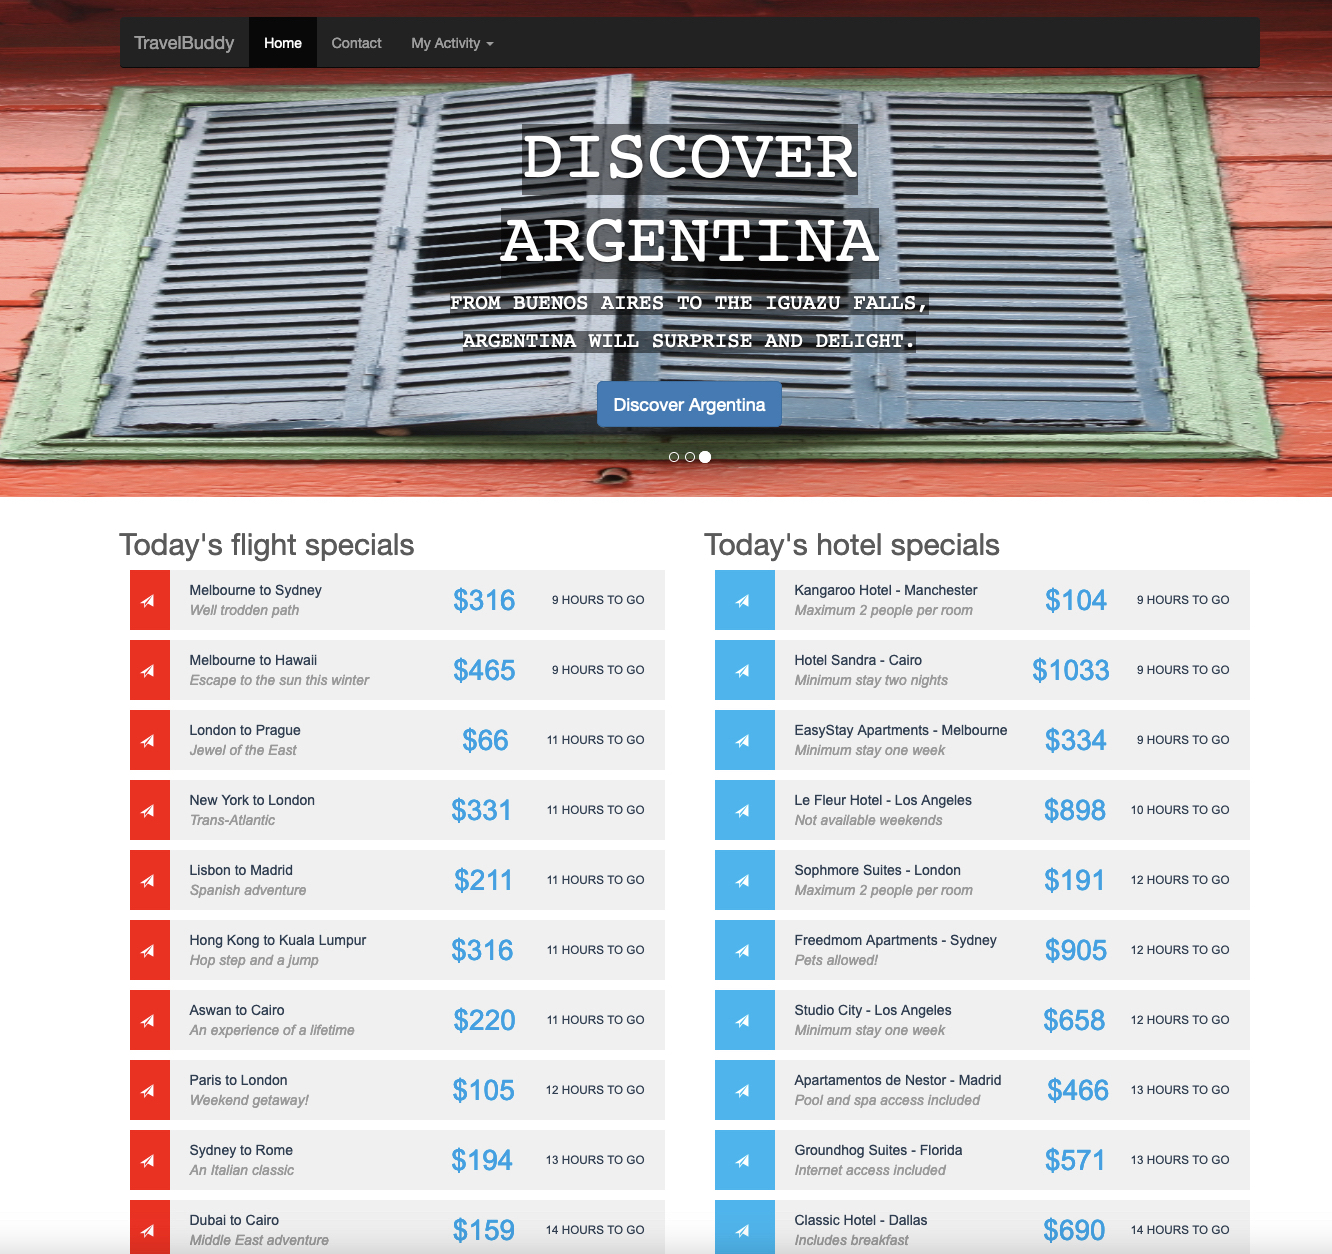 TravelBuddy Home Contact My Activity
DISCOVER
ARGENTINA
FROM BUENOS AIRES TO THE IGUAZU FALLS,
ARGENTINA WILL SURPRISE AND DELIGHT.
Discover Argentina
Today's flight specials
Melbourne to Sydney
Well trodden path
$316
9 HOURS TO GO
Melbourne to Hawaii
Escape to the sun this winter
$465
9 HOURS TO GO
London to Prague
Jewel of the East
$66
11 HOURS TO GO
New York to London
Trans-Atlantic
$331
11 HOURS TO GO
Lisbon to Madrid
Spanish adventure
$211
11 HOURS TO GO
Hong Kong to Kuala Lumpur
Hop step and a jump
$316
11 HOURS TO GO
Aswan to Cairo
An experience of a lifetime
$220
11 HOURS TO GO
Paris to London
Weekend getaway!
$105
12 HOURS TO GO
Sydney to Rome
An Italian classic
$194
13 HOURS TO GO
Dubai to Cairo
Middle East adventure
$159
14 HOURS TO GO
Today's hotel specials
Kangaroo Hotel - Manchester
Maximum 2 people per room
$104
9 HOURS TO GO
Hotel Sandra - Cairo
Minimum stay two nights
$1033
9 HOURS TO GO
EasyStay Apartments - Melbourne
Minimum stay one week
$334
9 HOURS TO GO
Le Fleur Hotel - Los Angeles
Not available weekends
$898
10 HOURS TO GO
Sophmore Suites - London
Maximum 2 people per room
$191
12 HOURS TO GO
Freedmom Apartments - Sydney
Pets allowed!
$905
12 HOURS TO GO
Studio City - Los Angeles
Minimum stay one week
$658
12 HOURS TO GO
Apartamentos de Nestor - Madrid
Pool and spa access included
$466
13 HOURS TO GO
Groundhog Suites - Florida
Internet access included
$571
13 HOURS TO GO
Classic Hotel - Dallas
Includes breakfast
$690
14 HOURS TO GO